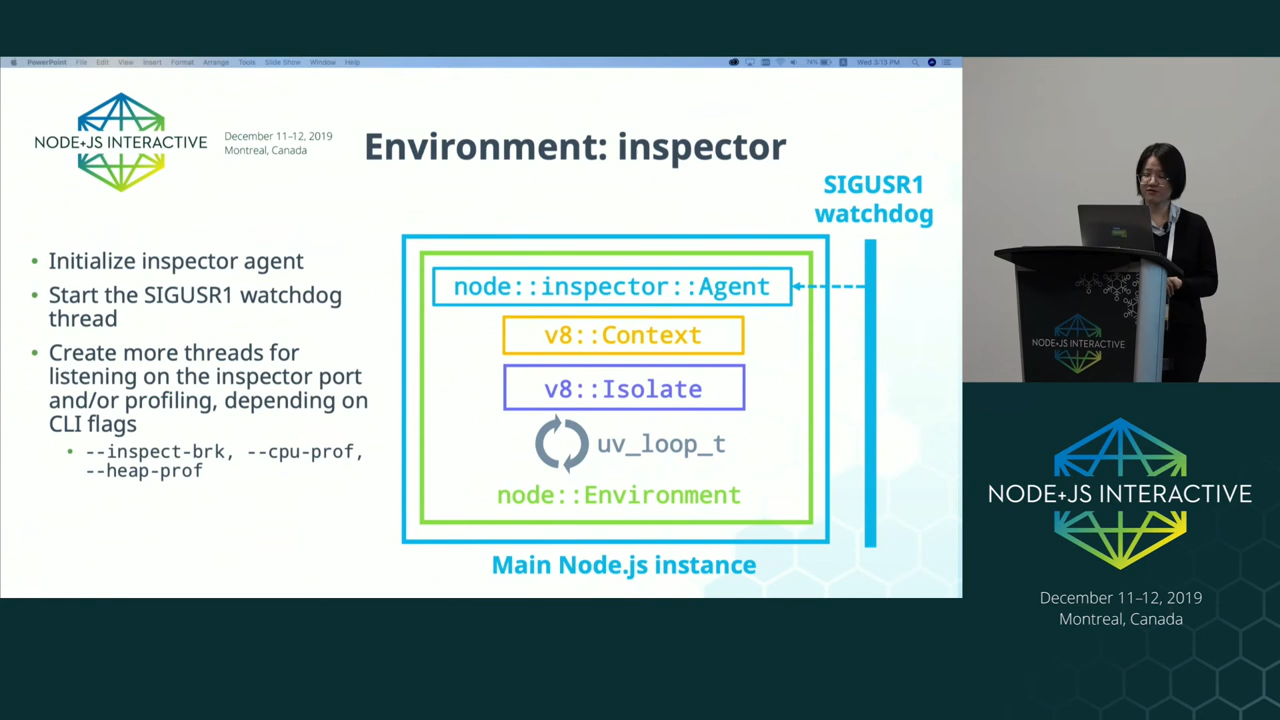 PowerPoint File Edit View Insert Format Arrange Tools Slide Show Window Help
Wed 3:13 PM
NODE+JS INTERACTIVE
December 11–12, 2019
Montreal, Canada
Environment: inspector
SIGUSR1
watchdog
• Initialize inspector agent
• Start the SIGUSR1 watchdog
thread
• Create more threads for
listening on the inspector port
and/or profiling, depending on
CLI flags
• --inspect-brk, --cpu-prof,
--heap-prof
node::inspector::Agent
v8::Context
v8::Isolate
uv_loop_t
node::Environment
Main Node.js instance
NODE+JS INTERACTIVE
NODE+JS INTERACTIVE
December 11–12, 2019
Montreal, Canada